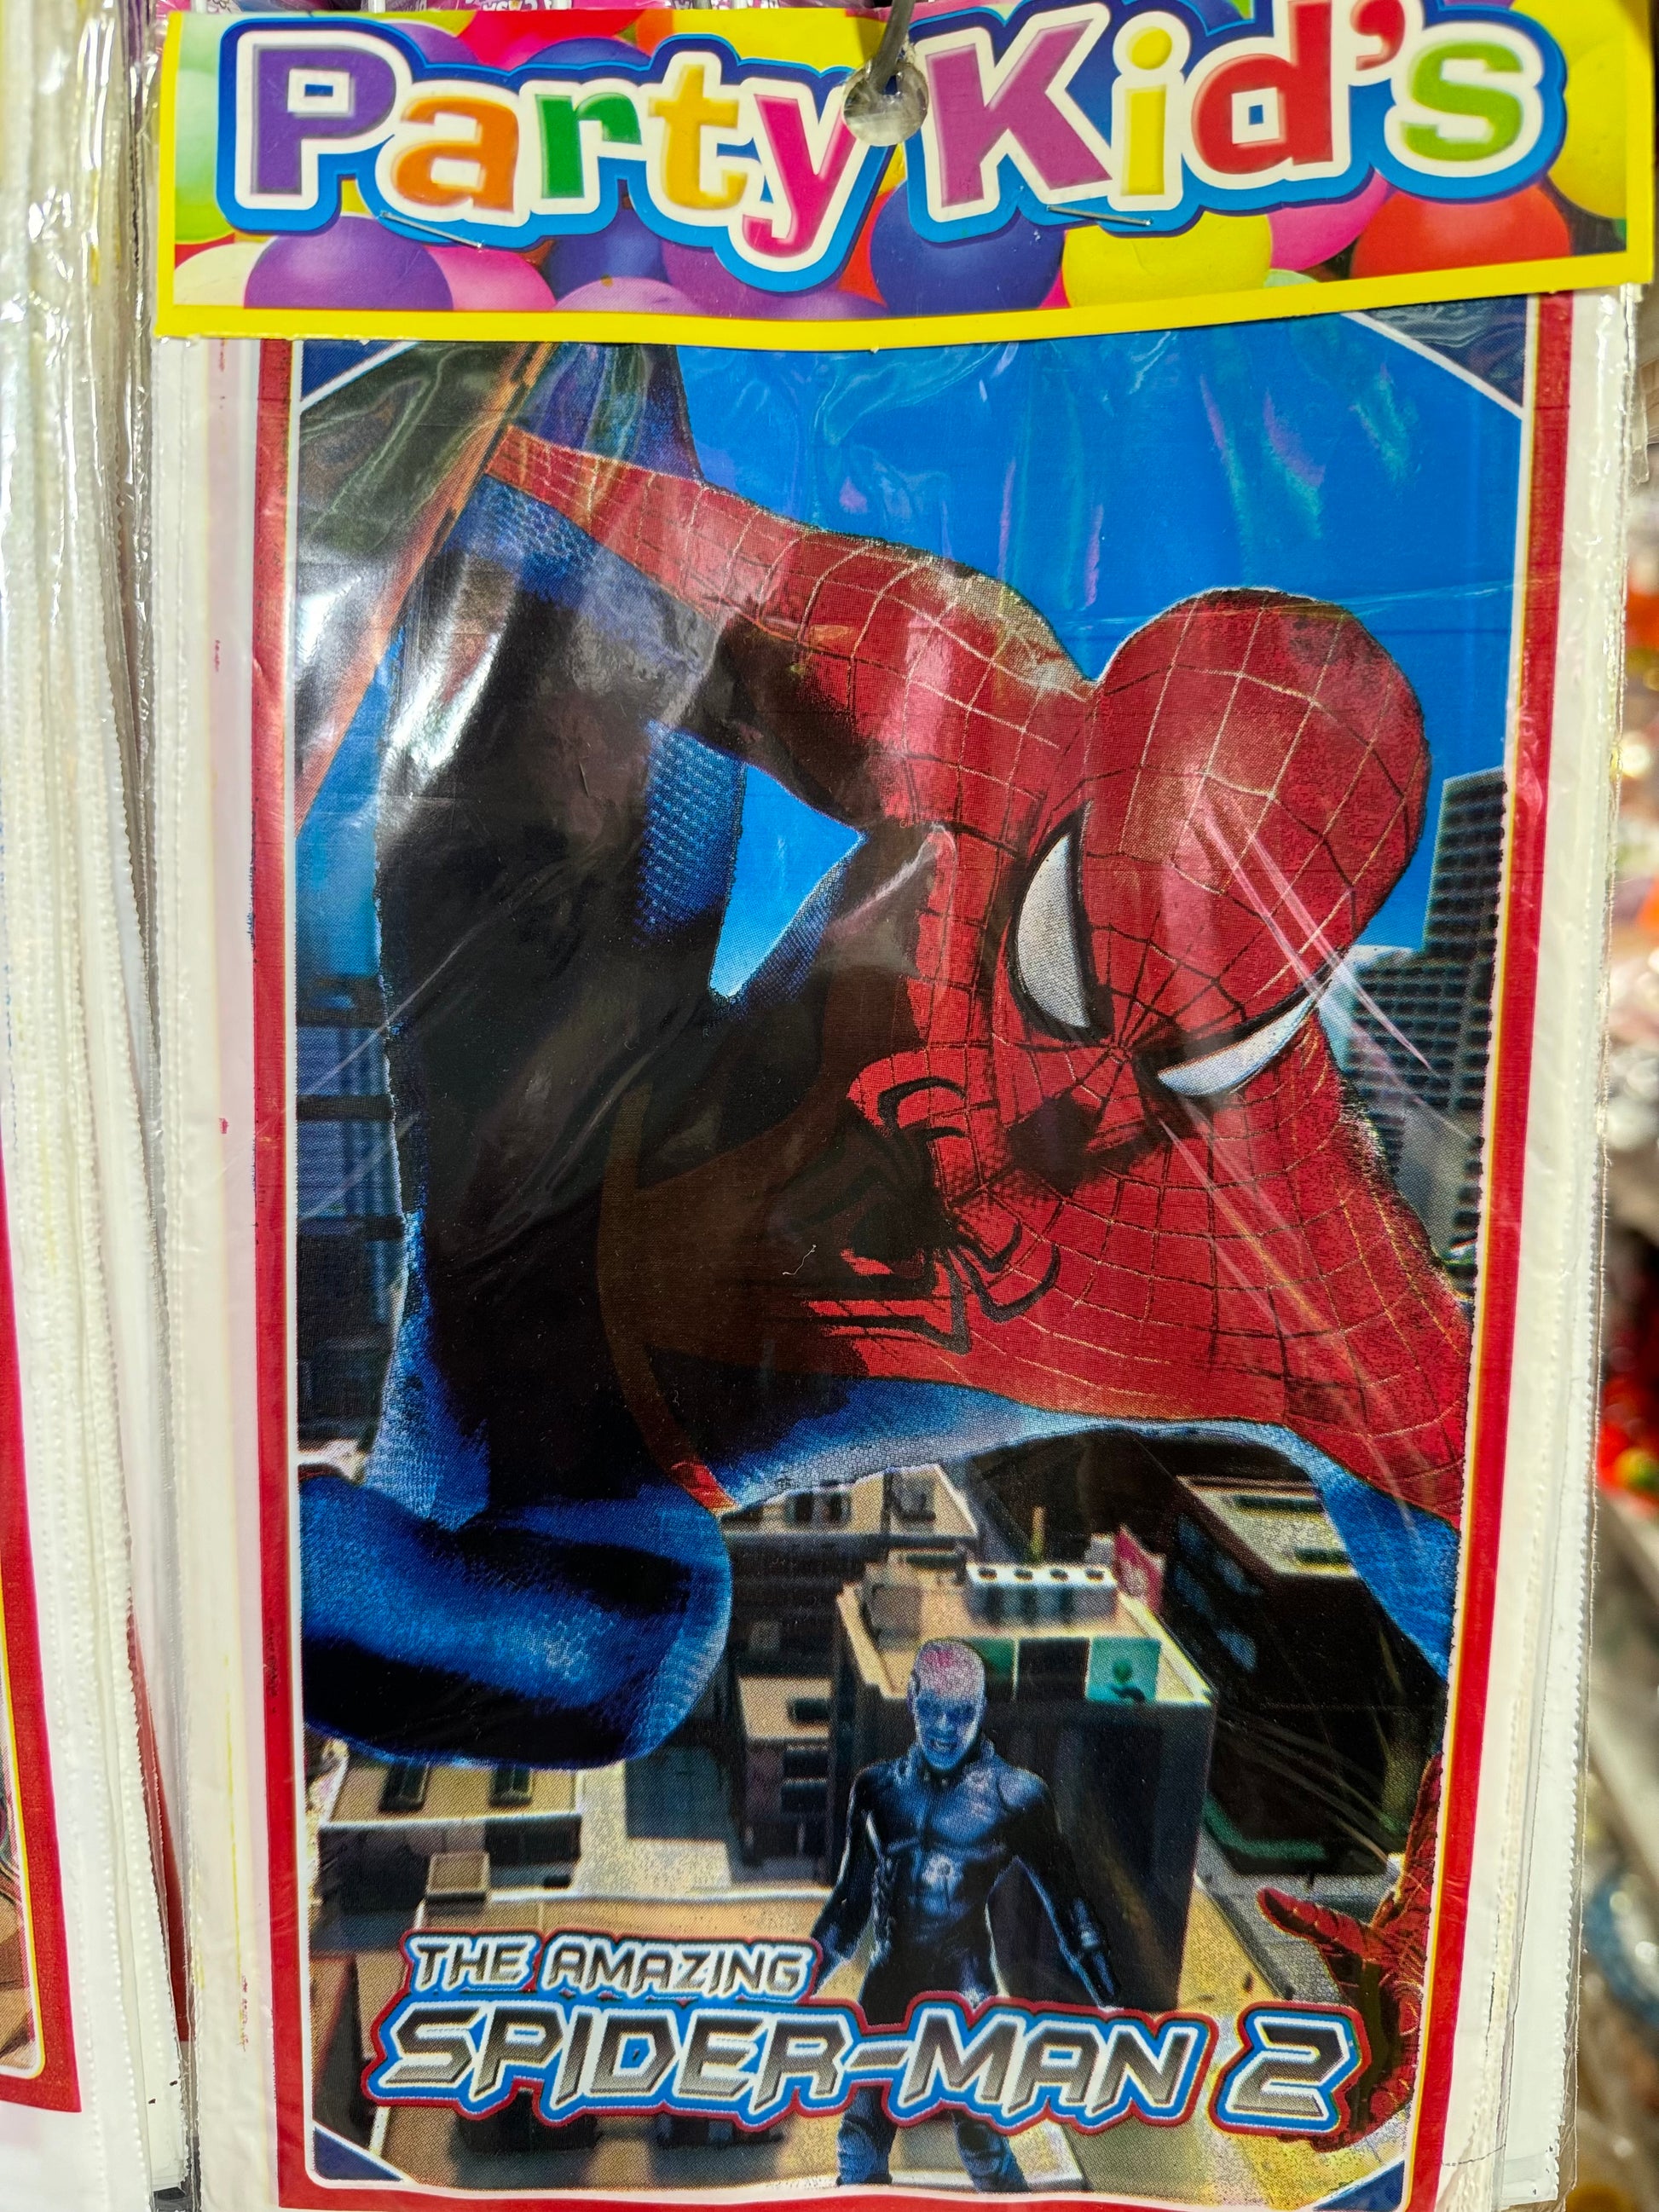 Party Kid's
THE AMAZING
SPIDER-MAN 2